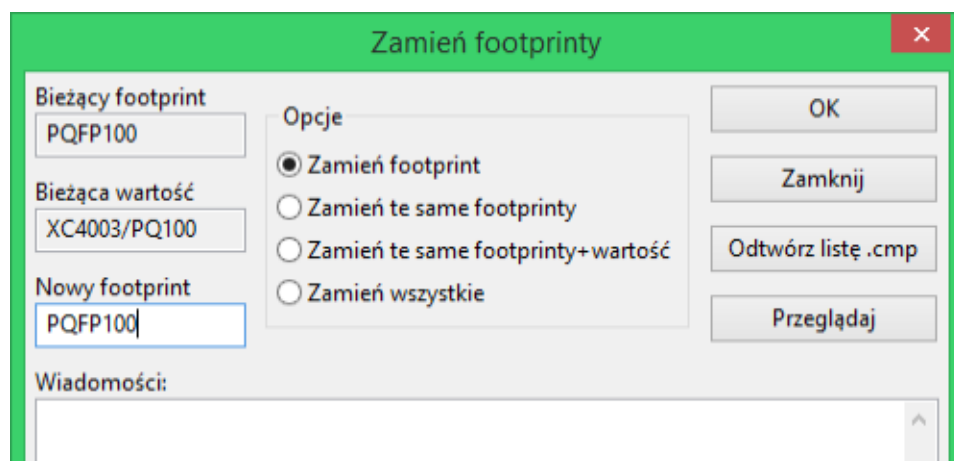 Zamień footprinty
Bieżący footprint
PQFP100
Bieżąca wartość
XC4003/PQ100
Nowy footprint
PQFP100
Opcje
Zamień footprint
Zamień te same footprinty
Zamień te same footprinty+wartość
Zamień wszystkie
OK
Zamknij
Odtwórz listę .cmp
Przeglądaj
Wiadomości: